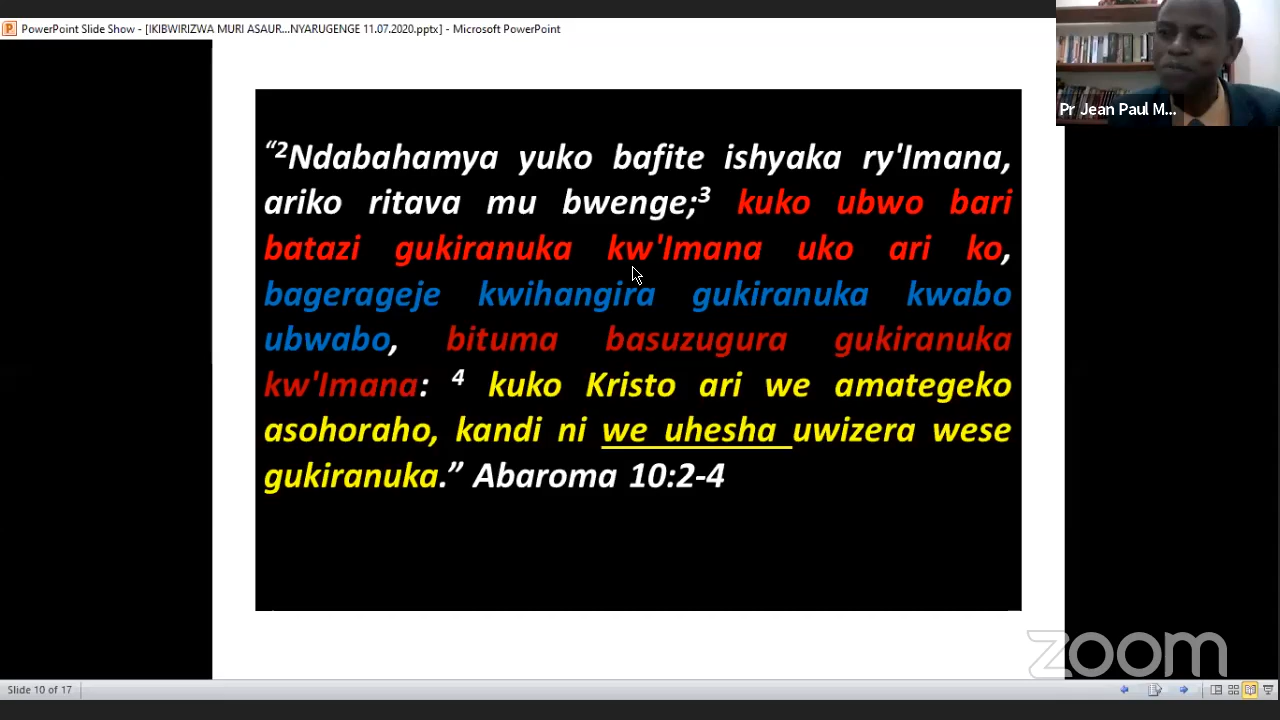 PowerPoint Slide Show - [IKIBWIRIZWA MURI ASAUR...NYARUGENGE 11.07.2020.pptx] - Microsoft PowerPoint
Pr Jean Paul M...
“2Ndabahamya yuko bafite ishyaka ry'Imana,
ariko ritava mu bwenge;3 kuko ubwo bari
batazi gukiranuka kw'Imana uko ari ko,
bagerageje kwihangira gukiranuka kwabo
ubwabo, bituma basuzugura gukiranuka
kw'Imana: 4 kuko Kristo ari we amategeko
asohoraho, kandi ni we uhesha uwizera wese
gukiranuka.” Abaroma 10:2-4
zoom
Slide 10 of 17